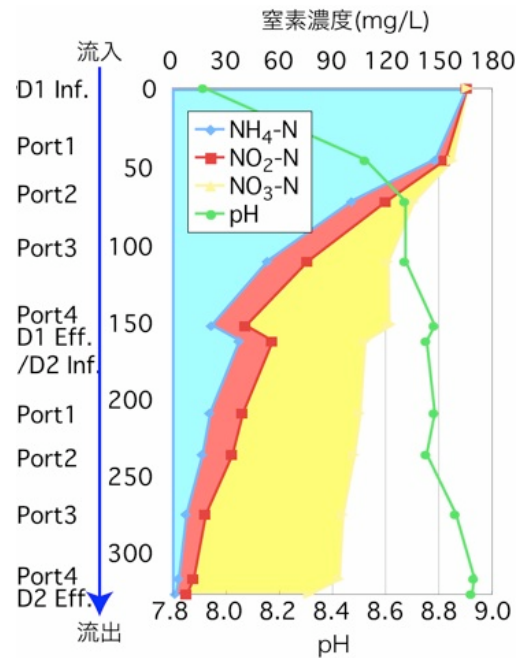 窒素濃度(mg/L)
流入
0 30 60 90 120 150 180
D1 Inf.
0
Port1
50
Port2
Port3
100
Port4
150
D1 Eff.
/D2 Inf.
Port1
200
Port2
250
Port3
300
Port4
D2 Eff.
NH4-N
NO2-N
NO3-N
pH
7.8 8.0 8.2 8.4 8.6 8.8 9.0
流出
pH